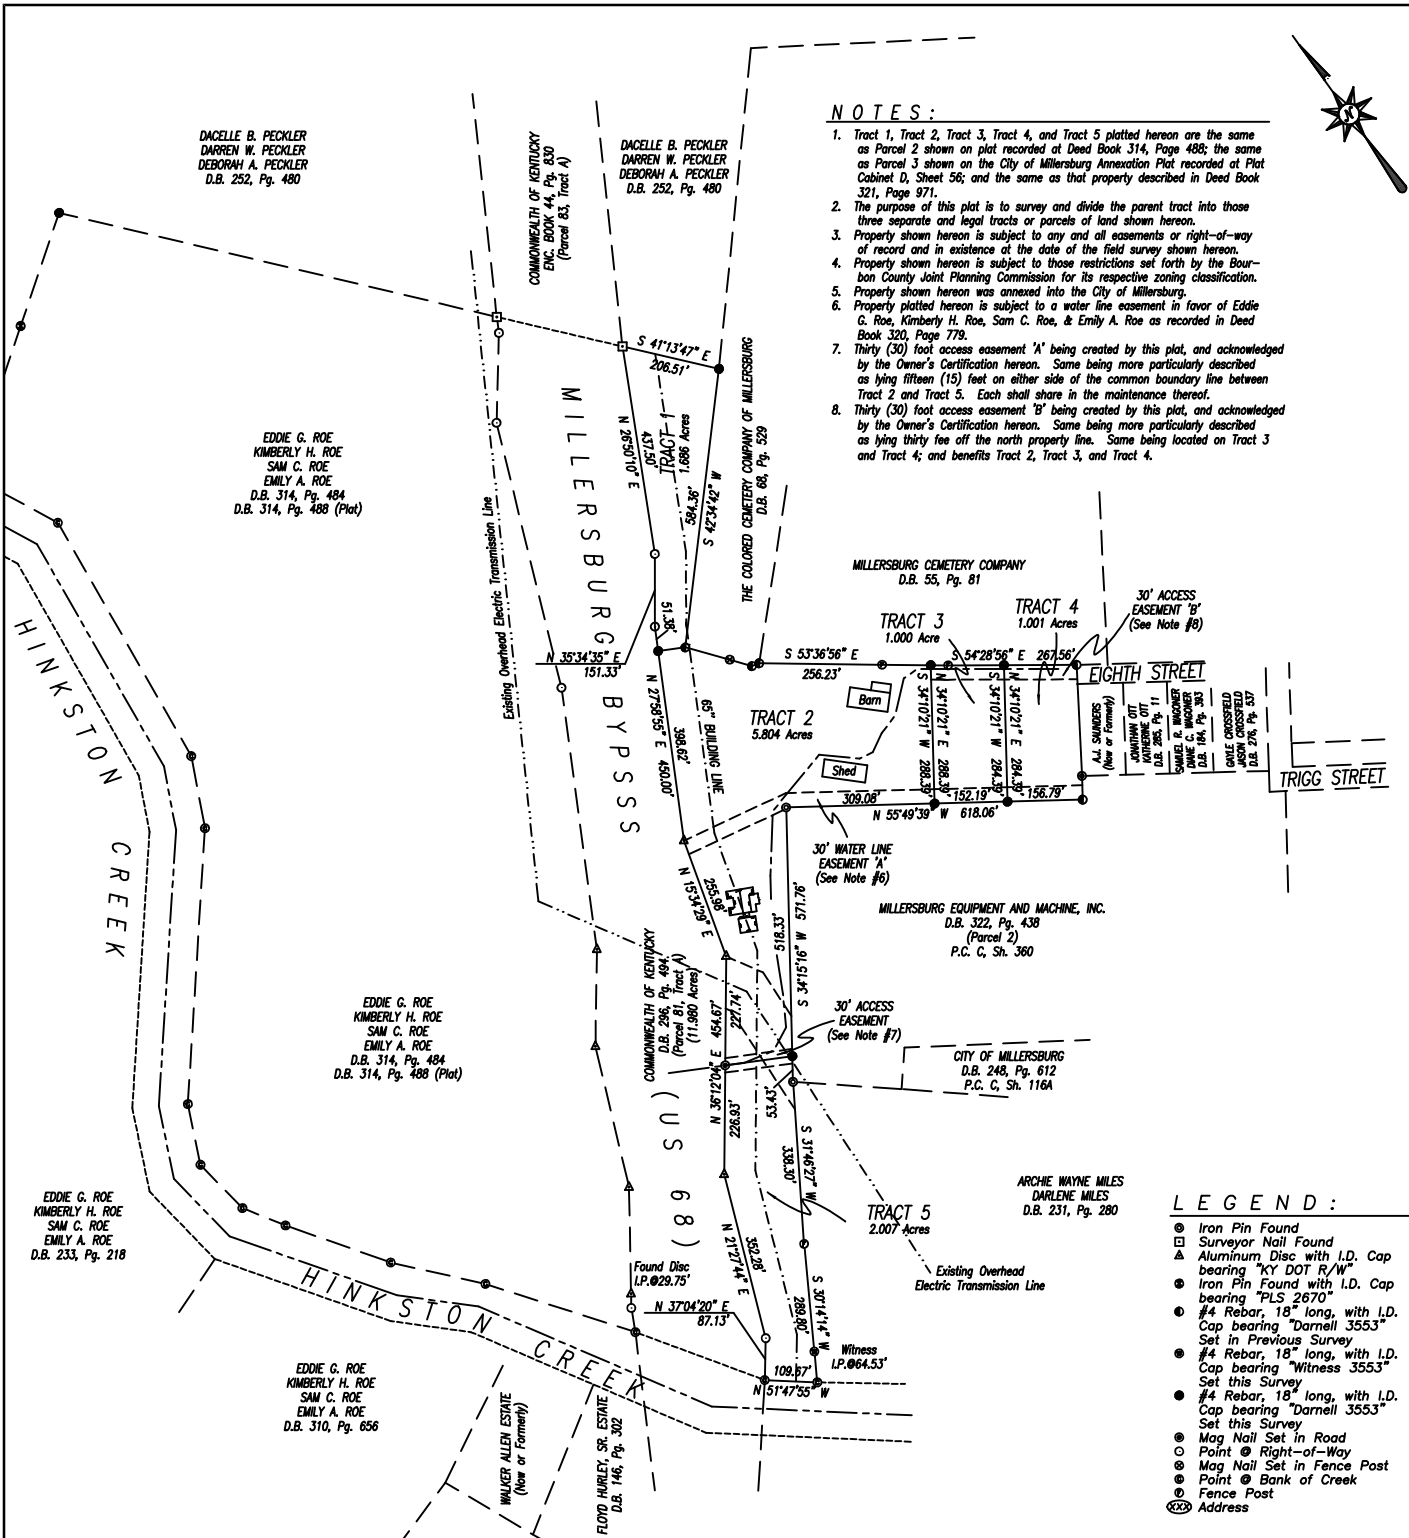 DACELLE B. PECKLER
DARREN W. PECKLER
DEBORAH A. PECKLER
D.B. 252, Pg. 480
COMMONWEALTH OF KENTUCKY
ENC. BOOK 44, Pg. 830
(Parcel 83, Tract A)
DACELLE B. PECKLER
DARREN W. PECKLER
DEBORAH A. PECKLER
D.B. 252, Pg. 480
N
NOTES:
1. Tract 1, Tract 2, Tract 3, Tract 4, and Tract 5 platted hereon are the same
as Parcel 2 shown on plat recorded at Deed Book 314, Page 488; the same
as Parcel 3 shown on the City of Millersburg Annexation Plat recorded at Plat
Cabinet D, Sheet 56; and the same as that property described in Deed Book
321, Page 971.
2. The purpose of this plat is to survey and divide the parent tract into those
three separate and legal tracts or parcels of land shown hereon.
3. Property shown hereon is subject to any and all easements or right-of-way
of record and in existence at the date of the field survey shown hereon.
4. Property shown hereon is subject to those restrictions set forth by the Bour-
bon County Joint Planning Commission for its respective zoning classification.
5. Property shown hereon was annexed into the City of Millersburg.
6. Property platted hereon is subject to a water line easement in favor of Eddie
G. Roe, Kimberly H. Roe, Sam C. Roe, & Emily A. Roe as recorded in Deed
Book 320, Page 779.
7. Thirty (30) foot access easement 'A' being created by this plat, and acknowledged
by the Owner's Certification hereon. Same being more particularly described
as lying fifteen (15) feet on either side of the common boundary line between
Tract 2 and Tract 5. Each shall share in the maintenance thereof.
8. Thirty (30) foot access easement 'B' being created by this plat, and acknowledged
by the Owner's Certification hereon. Same being more particularly described
as lying thirty fee off the north property line. Same being located on Tract 3
and Tract 4; and benefits Tract 2, Tract 3, and Tract 4.
S 41°13'47" E
206.51'
N 26°50'10" E
437.50'
TRACT 1
1.686 Acres
584.36'
S 42°34'42" W
THE COLORED CEMETERY COMPANY OF MILLERSBURG
D.B. 68, Pg. 529
EDDIE G. ROE
KIMBERLY H. ROE
SAM C. ROE
EMILY A. ROE
D.B. 314, Pg. 484
D.B. 314, Pg. 488 (Plat)
Existing Overhead Electric Transmission Line
MILLERSBURG BYPSSS
(US 68)
51.38'
N 35°34'35" E
151.33'
N 27°58'55" E 450.00'
398.62'
65" BUILDING LINE
MILLERSBURG CEMETERY COMPANY
D.B. 55, Pg. 81
TRACT 3
1.000 Acre
TRACT 4
1.001 Acres
30' ACCESS
EASEMENT 'B'
(See Note #8)
S 53°36'56" E
256.23'
S 54°28'56" E 267.56'
EIGHTH STREET
Barn
TRACT 2
5.804 Acres
Shed
S 34°10'21" W 288.39'
N 34°10'21" E 288.39'
S 34°10'21" W 284.39'
N 34°10'21" E 284.39'
A.J. SAUNDERS
(Now or Formerly)
JONATHAN OTT
KATHERINE OTT
D.B. 285, Pg. 11
SAMUEL R. WAGONER
DIANE C. WAGONER
D.B. 184, Pg. 393
GAYLE CROSSFIELD
JASON CROSSFIELD
D.B. 276, Pg. 537
TRIGG STREET
309.08'
152.19'
156.79'
N 55°49'39" W 618.06'
30' WATER LINE
EASEMENT 'A'
(See Note #6)
HINKSTON CREEK
N 15°34'29" E
255.98'
518.33'
S 34°15'16" W 571.76'
MILLERSBURG EQUIPMENT AND MACHINE, INC.
D.B. 322, Pg. 438
(Parcel 2)
P.C. C, Sh. 360
COMMONWEALTH OF KENTUCKY
D.B. 296, Pg. 494
(Parcel 81, Tract A)
(11.980 Acres)
N 36°12'04" E 454.67'
227.74'
30' ACCESS
EASEMENT
(See Note #7)
EDDIE G. ROE
KIMBERLY H. ROE
SAM C. ROE
EMILY A. ROE
D.B. 314, Pg. 484
D.B. 314, Pg. 488 (Plat)
CITY OF MILLERSBURG
D.B. 248, Pg. 612
P.C. C, Sh. 116A
226.93'
53.43'
S 31°46'27" W
338.30'
ARCHIE WAYNE MILES
DARLENE MILES
D.B. 231, Pg. 280
TRACT 5
2.007 Acres
EDDIE G. ROE
KIMBERLY H. ROE
SAM C. ROE
EMILY A. ROE
D.B. 233, Pg. 218
N 21°27'44" E
352.28'
Existing Overhead
Electric Transmission Line
Found Disc
I.P.@29.75'
N 37°04'20" E
87.13'
S 30°14'14" W
289.80'
Witness
I.P.@64.53'
109.67'
N 51°47'55" W
HINKSTON CREEK
EDDIE G. ROE
KIMBERLY H. ROE
SAM C. ROE
EMILY A. ROE
D.B. 310, Pg. 656
WALKER ALLEN ESTATE
(Now or Formerly)
FLOYD HURLEY, SR. ESTATE
D.B. 146, Pg. 302
LEGEND:
Iron Pin Found
Surveyor Nail Found
Aluminum Disc with I.D. Cap
bearing "KY DOT R/W"
Iron Pin Found with I.D. Cap
bearing "PLS 2670"
#4 Rebar, 18" long, with I.D.
Cap bearing "Darnell 3553"
Set in Previous Survey
#4 Rebar, 18" long, with I.D.
Cap bearing "Witness 3553"
Set this Survey
#4 Rebar, 18" long, with I.D.
Cap bearing "Darnell 3553"
Set this Survey
Mag Nail Set in Road
Point @ Right-of-Way
Mag Nail Set in Fence Post
Point @ Bank of Creek
Fence Post
XXX Address